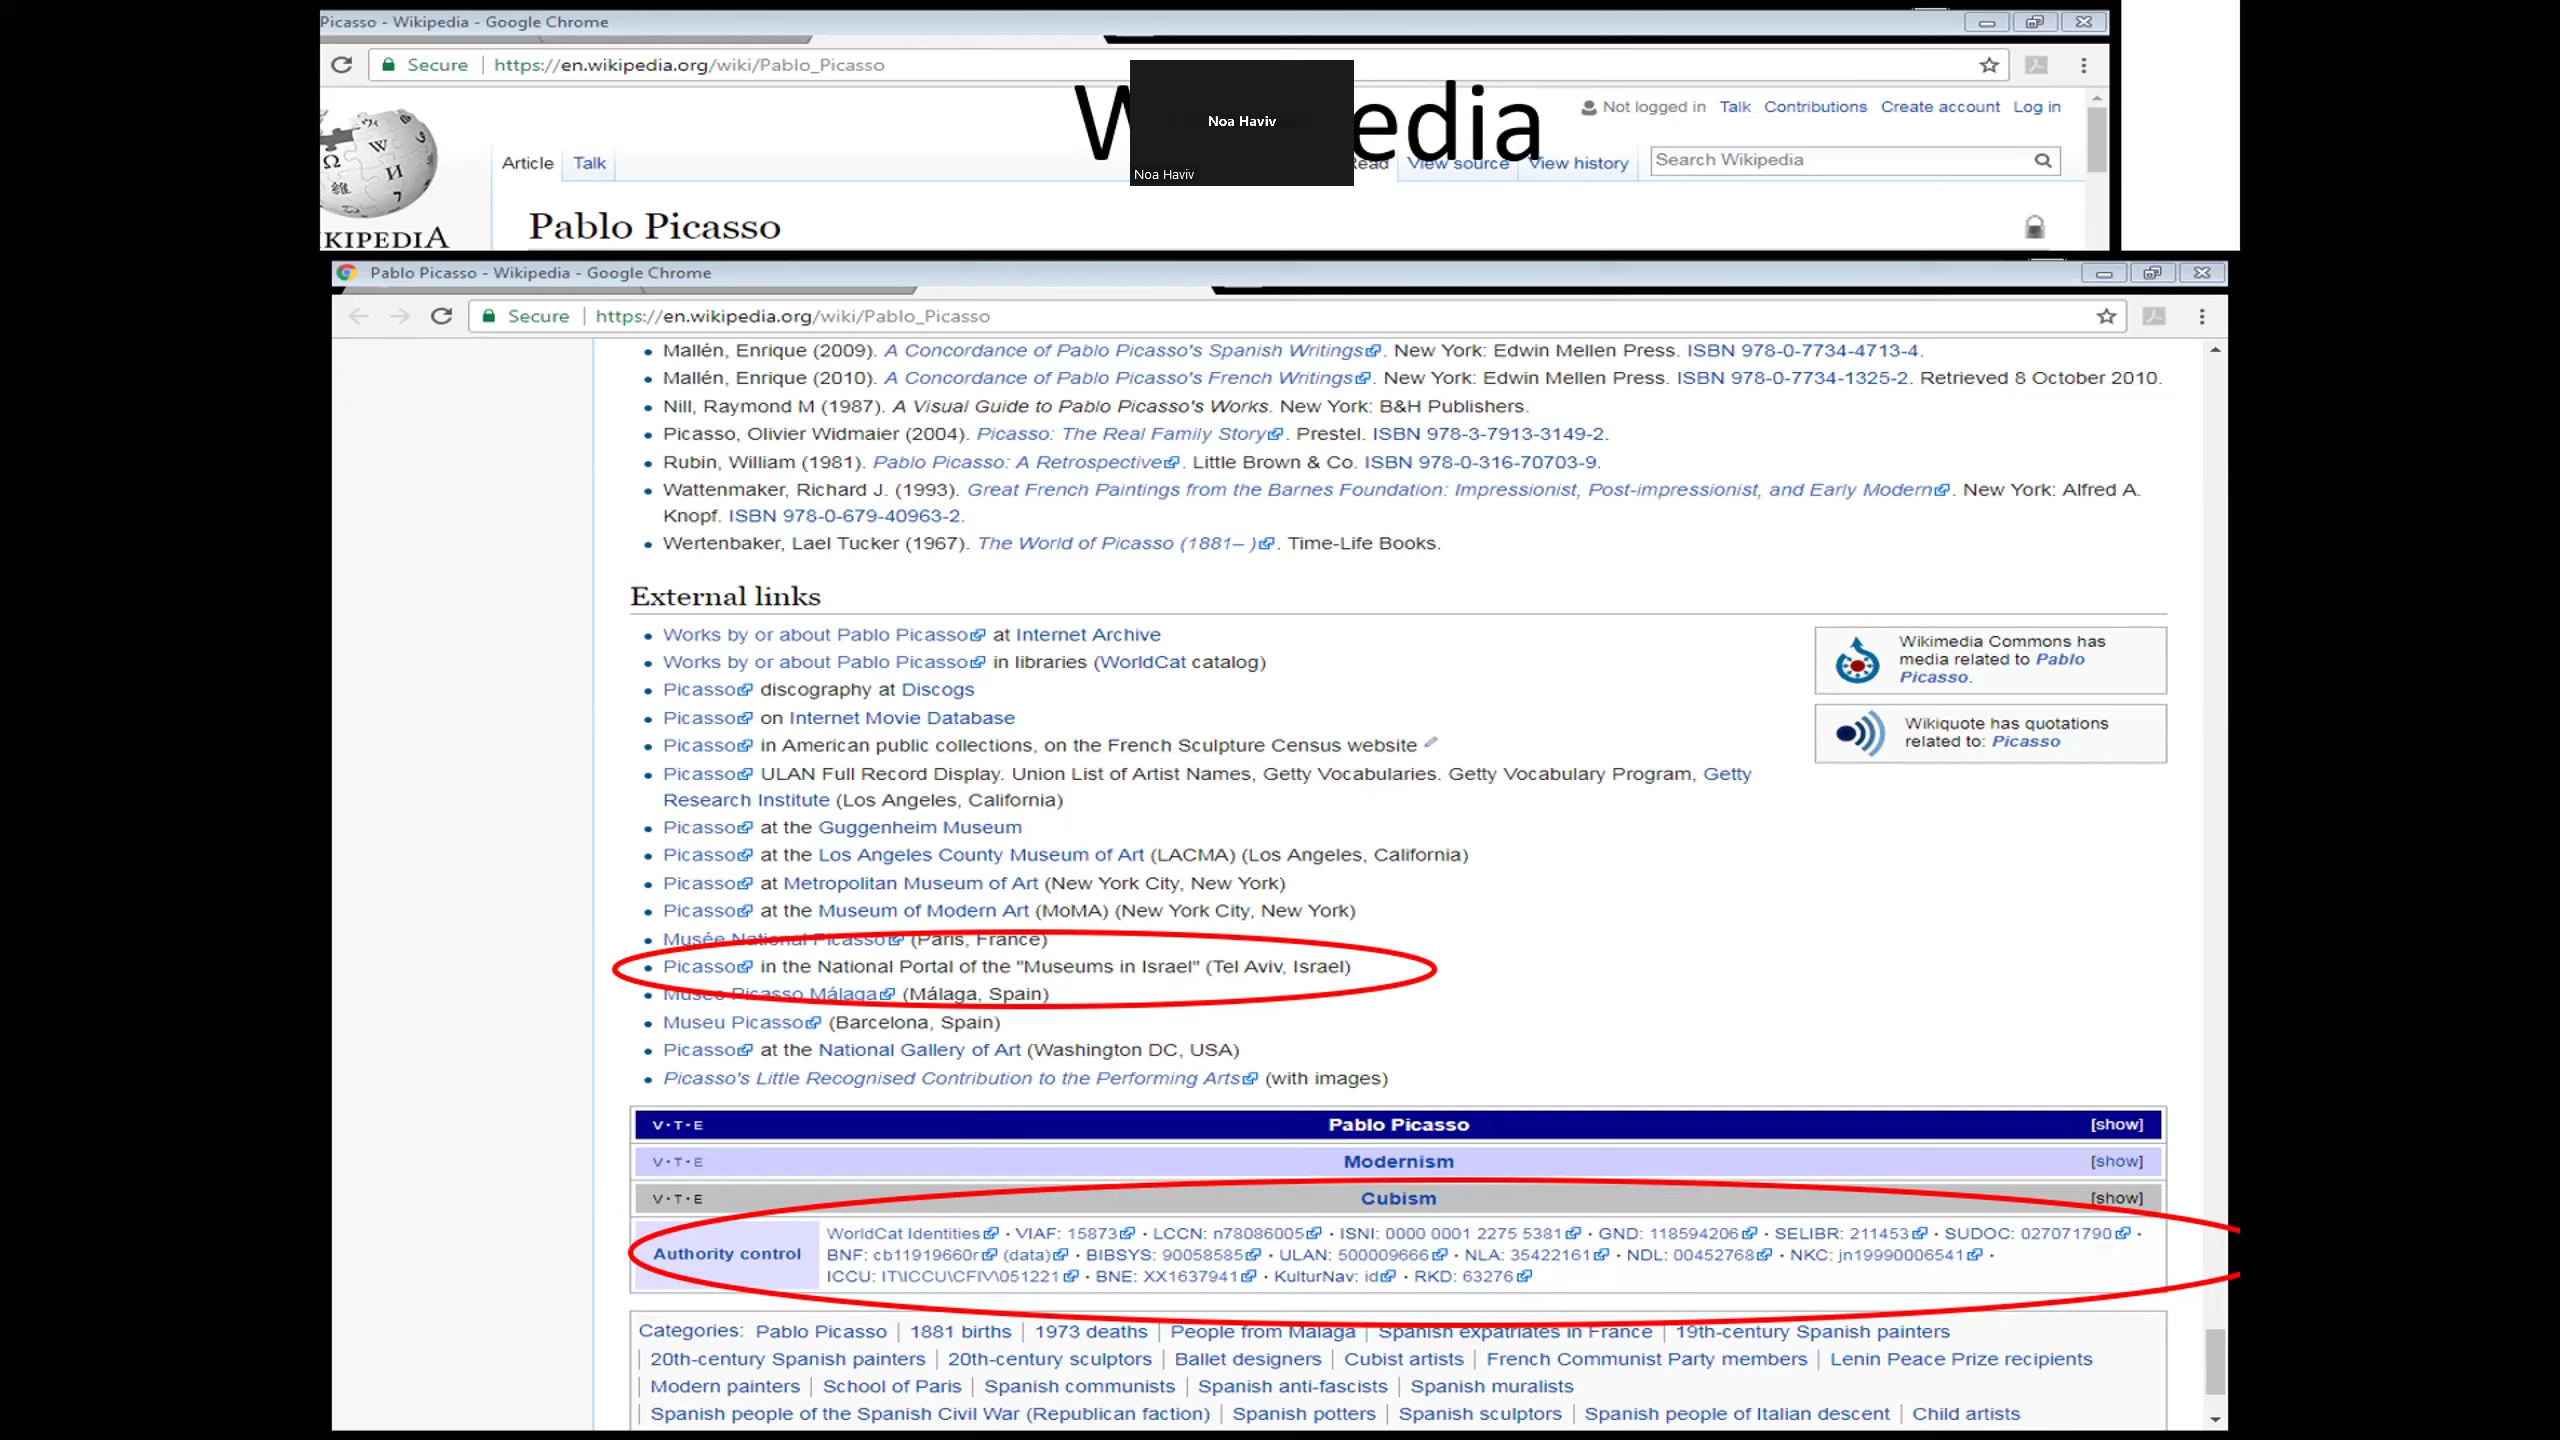 Picasso - Wikipedia - Google Chrome
Secure https://en.wikipedia.org/wiki/Pablo_Picasso
edia
Not logged in Talk Contributions Create account Log in
Noa Haviv
Noa Haviv
Article Talk
View source View history Search Wikipedia
Pablo Picasso
KIPEDIA
Pablo Picasso - Wikipedia - Google Chrome
Secure https://en.wikipedia.org/wiki/Pablo_Picasso
Mallén, Enrique (2009). A Concordance of Pablo Picasso's Spanish Writings. New York: Edwin Mellen Press. ISBN 978-0-7734-4713-4.
Mallén, Enrique (2010). A Concordance of Pablo Picasso's French Writings. New York: Edwin Mellen Press. ISBN 978-0-7734-1325-2. Retrieved 8 October 2010.
Nill, Raymond M (1987). A Visual Guide to Pablo Picasso's Works. New York: B&H Publishers.
Picasso, Olivier Widmaier (2004). Picasso: The Real Family Story. Prestel. ISBN 978-3-7913-3149-2.
Rubin, William (1981). Pablo Picasso: A Retrospective. Little Brown & Co. ISBN 978-0-316-70703-9.
Wattenmaker, Richard J. (1993). Great French Paintings from the Barnes Foundation: Impressionist, Post-impressionist, and Early Modern. New York: Alfred A.
Knopf. ISBN 978-0-679-40963-2.
Wertenbaker, Lael Tucker (1967). The World of Picasso (1881– ). Time-Life Books.
External links
Works by or about Pablo Picasso at Internet Archive
Works by or about Pablo Picasso in libraries (WorldCat catalog)
Picasso discography at Discogs
Picasso on Internet Movie Database
Picasso in American public collections, on the French Sculpture Census website
Picasso ULAN Full Record Display. Union List of Artist Names, Getty Vocabularies. Getty Vocabulary Program, Getty
Research Institute (Los Angeles, California)
Picasso at the Guggenheim Museum
Picasso at the Los Angeles County Museum of Art (LACMA) (Los Angeles, California)
Picasso at Metropolitan Museum of Art (New York City, New York)
Picasso at the Museum of Modern Art (MoMA) (New York City, New York)
Musée National Picasso (Paris, France)
Picasso in the National Portal of the "Museums in Israel" (Tel Aviv, Israel)
Museo Picasso Málaga (Málaga, Spain)
Museu Picasso (Barcelona, Spain)
Picasso at the National Gallery of Art (Washington DC, USA)
Picasso's Little Recognised Contribution to the Performing Arts (with images)
Wikimedia Commons has
media related to Pablo
Picasso.
Wikiquote has quotations
related to: Picasso
V·T·E Pablo Picasso [show]
V·T·E Modernism [show]
V·T·E Cubism [show]
Authority control
WorldCat Identities · VIAF: 15873 · LCCN: n78086005 · ISNI: 0000 0001 2275 5381 · GND: 118594206 · SELIBR: 211453 · SUDOC: 027071790 ·
BNF: cb11919660r (data) · BIBSYS: 90058585 · ULAN: 500009666 · NLA: 35422161 · NDL: 00452768 · NKC: jn19990006541 ·
ICCU: IT\ICCU\CFIV\051221 · BNE: XX1637941 · KulturNav: id · RKD: 63276
Categories: Pablo Picasso | 1881 births | 1973 deaths | People from Málaga | Spanish expatriates in France | 19th-century Spanish painters
| 20th-century Spanish painters | 20th-century sculptors | Ballet designers | Cubist artists | French Communist Party members | Lenin Peace Prize recipients
| Modern painters | School of Paris | Spanish communists | Spanish anti-fascists | Spanish muralists
| Spanish people of the Spanish Civil War (Republican faction) | Spanish potters | Spanish sculptors | Spanish people of Italian descent | Child artists